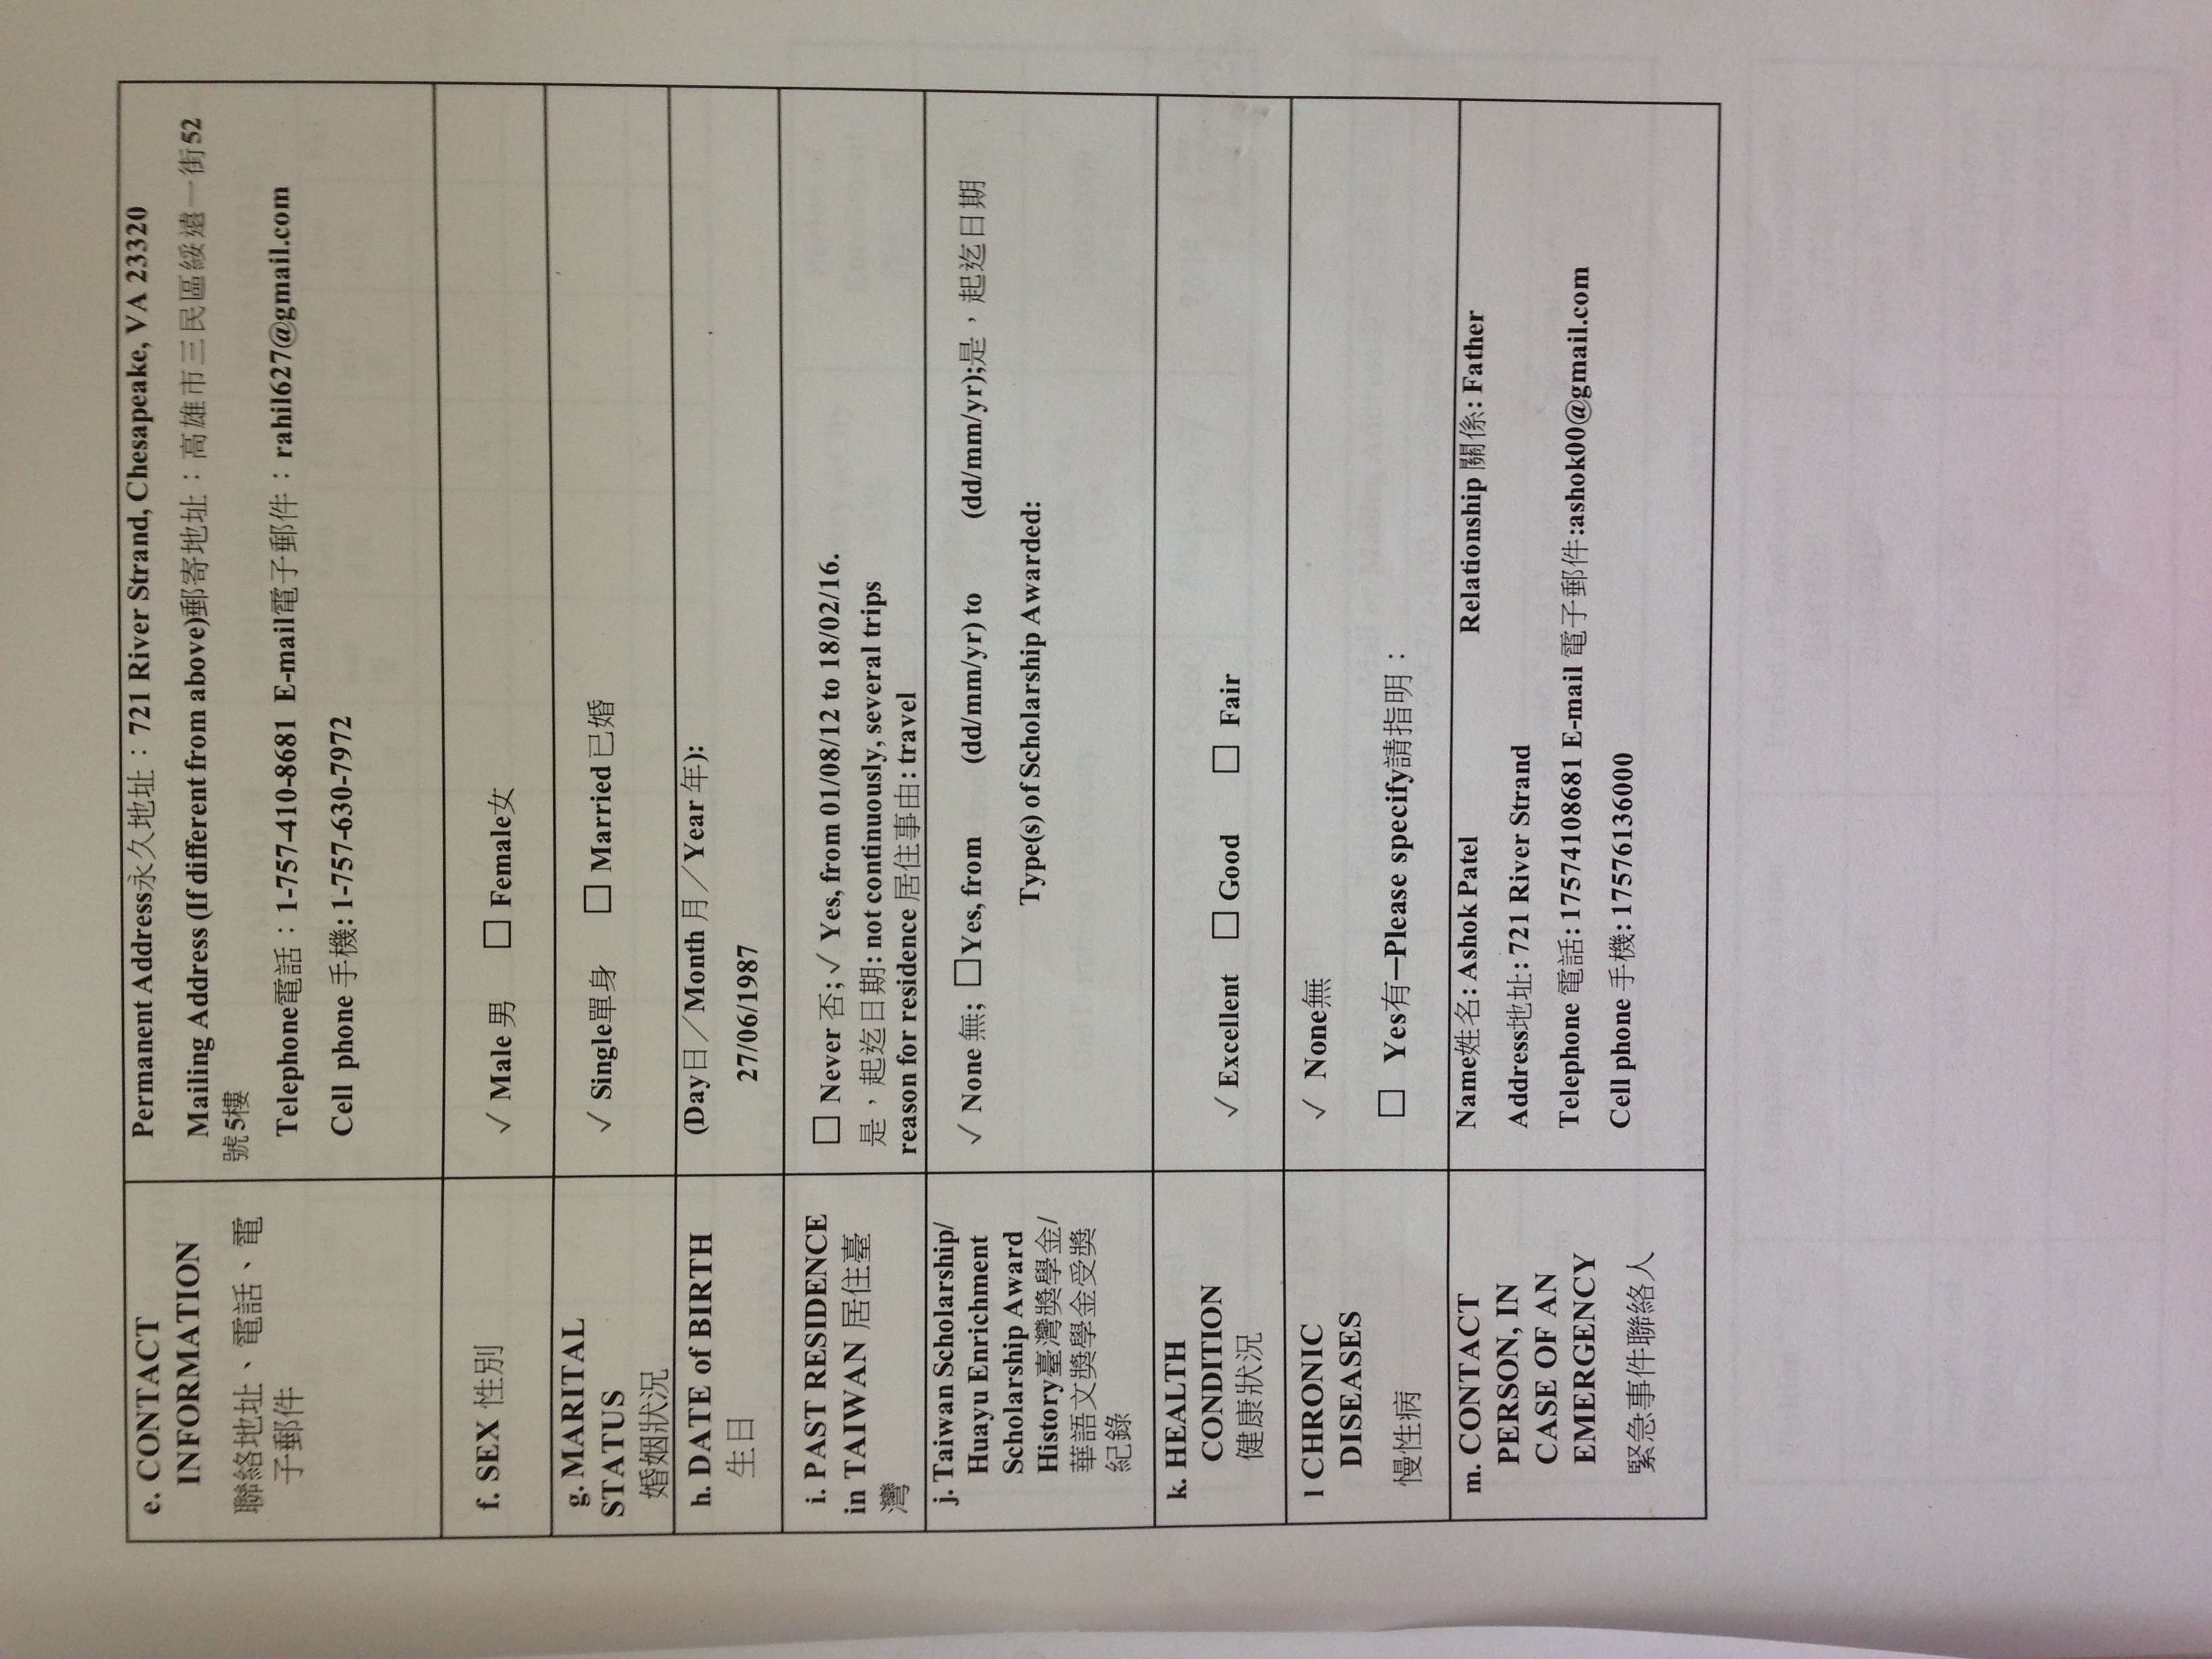 e. CONTACT
INFORMATION
聯絡地址、電話、電
子郵件
Permanent Address永久地址：721 River Strand, Chesapeake, VA 23320
Mailing Address (If different from above)郵寄地址：高雄市三民區綏遠一街52
號5樓
Telephone電話：1-757-410-8681 E-mail電子郵件：rahil627@gmail.com
Cell phone 手機: 1-757-630-7972
f. SEX 性別
✓ Male 男 □ Female女
g. MARITAL
STATUS
婚姻狀況
✓ Single單身 □ Married 已婚
h. DATE of BIRTH
生日
(Day日／Month 月／Year 年):
27/06/1987
i. PAST RESIDENCE
in TAIWAN 居住臺
灣
□ Never 否; ✓ Yes, from 01/08/12 to 18/02/16.
是，起迄日期: not continuously, several trips
reason for residence 居住事由: travel
j. Taiwan Scholarship/
Huayu Enrichment
Scholarship Award
History臺灣獎學金/
華語文獎學金受獎
紀錄
✓ None 無; □Yes, from (dd/mm/yr) to (dd/mm/yr);是，起迄日期
Type(s) of Scholarship Awarded:
k. HEALTH
CONDITION
健康狀況
✓ Excellent □ Good □ Fair
l CHRONIC
DISEASES
慢性病
✓ None無
□ Yes有—Please specify請指明：
m. CONTACT
PERSON, IN
CASE OF AN
EMERGENCY
緊急事件聯絡人
Name姓名: Ashok Patel Relationship 關係: Father
Address地址: 721 River Strand
Telephone 電話: 17574108681 E-mail 電子郵件:ashok00@gmail.com
Cell phone 手機: 17576136000